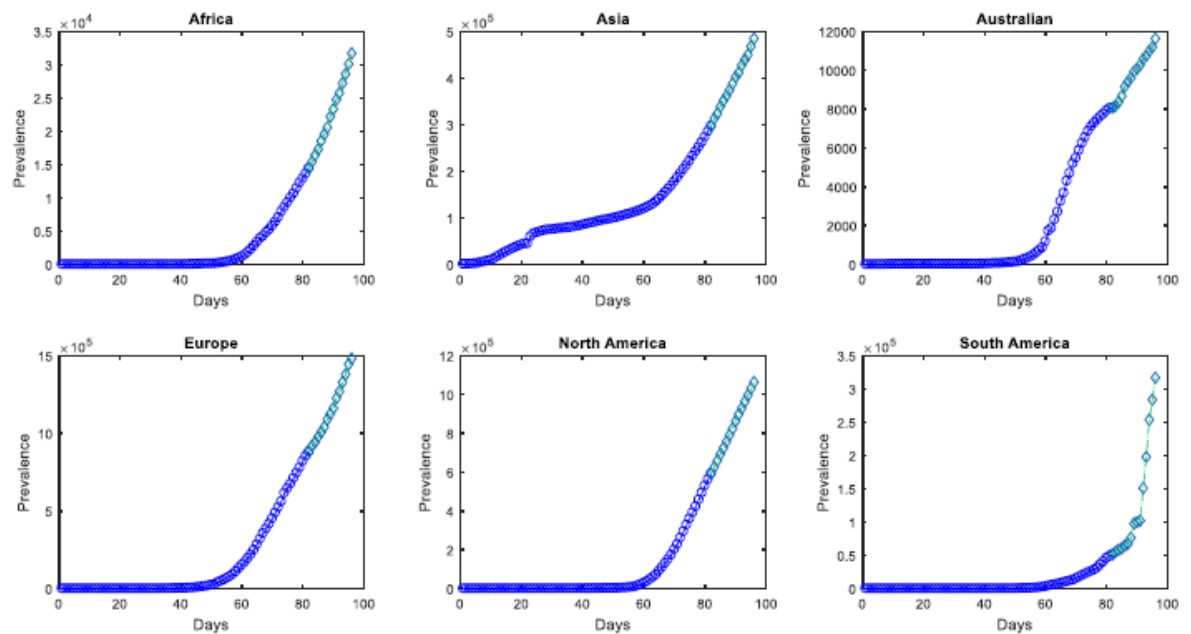 Africa
×10^4
3.5
3
2.5
2
1.5
1
0.5
0
0 20 40 60 80 100
Prevalence
Days
Asia
×10^5
5
4
3
2
1
0
0 20 40 60 80 100
Prevalence
Days
Australian
12000
10000
8000
6000
4000
2000
0
0 20 40 60 80 100
Prevalence
Days
Europe
×10^5
15
10
5
0
0 20 40 60 80 100
Prevalence
Days
North America
×10^5
12
10
8
6
4
2
0
0 20 40 60 80 100
Prevalence
Days
South America
×10^5
3.5
3
2.5
2
1.5
1
0.5
0
0 20 40 60 80 100
Prevalence
Days